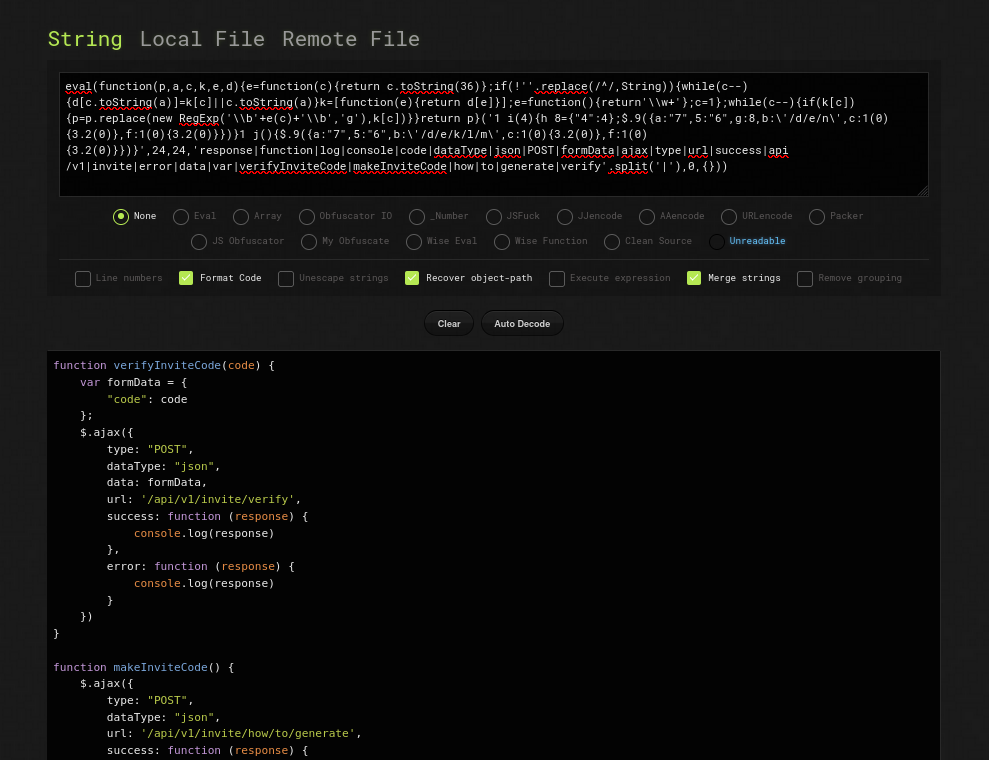 String Local File Remote File
eval(function(p,a,c,k,e,d){e=function(c){return c.toString(36)};if(!''.replace(/^/,String)){while(c--)
{d[c.toString(a)]=k[c]||c.toString(a)}k=[function(e){return d[e]}];e=function(){return'\\w+'};c=1};while(c--){if(k[c])
{p=p.replace(new RegExp('\\b'+e(c)+'\\b','g'),k[c])}}return p}('1 i(4){h 8={"4":4};$.9({a:"7",5:"6",g:8,b:\'/d/e/n\',c:1(0)
{3.2(0)},f:1(0){3.2(0)}})}1 j(){$.9({a:"7",5:"6",b:\'/d/e/k/l/m\',c:1(0){3.2(0)},f:1(0)
{3.2(0)}})}',24,24,'response|function|log|console|code|dataType|json|POST|formData|ajax|type|url|success|api
/v1|invite|error|data|var|verifyInviteCode|makeInviteCode|how|to|generate|verify'.split('|'),0,{}))
None Eval Array Obfuscator IO _Number JSFuck JJencode AAencode URLencode Packer
JS Obfuscator My Obfuscate Wise Eval Wise Function Clean Source Unreadable
Line numbers Format Code Unescape strings Recover object-path Execute expression Merge strings Remove grouping
Clear Auto Decode
function verifyInviteCode(code) {
    var formData = {
        "code": code
    };
    $.ajax({
        type: "POST",
        dataType: "json",
        data: formData,
        url: '/api/v1/invite/verify',
        success: function (response) {
            console.log(response)
        },
        error: function (response) {
            console.log(response)
        }
    })
}
function makeInviteCode() {
    $.ajax({
        type: "POST",
        dataType: "json",
        url: '/api/v1/invite/how/to/generate',
        success: function (response) {